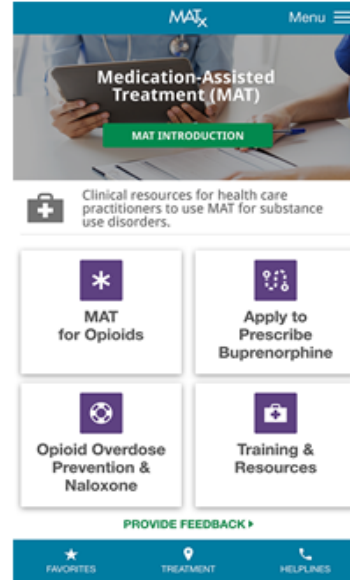 MATx Menu
Medication-Assisted
Treatment (MAT)
MAT INTRODUCTION
Clinical resources for health care
practitioners to use MAT for substance
use disorders.
MAT
for Opioids
Apply to
Prescribe
Buprenorphine
Opioid Overdose
Prevention &
Naloxone
Training &
Resources
PROVIDE FEEDBACK
FAVORITES TREATMENT HELPLINES